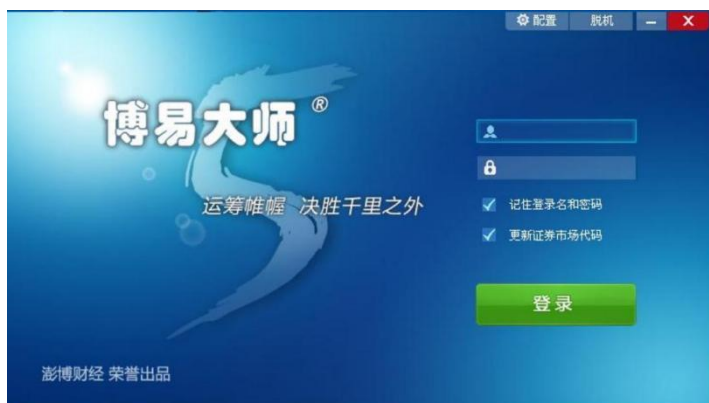 配置 脱机
博易大师®
5
运筹帷幄 决胜千里之外
记住登录名和密码
更新证券市场代码
登录
澎博财经 荣誉出品